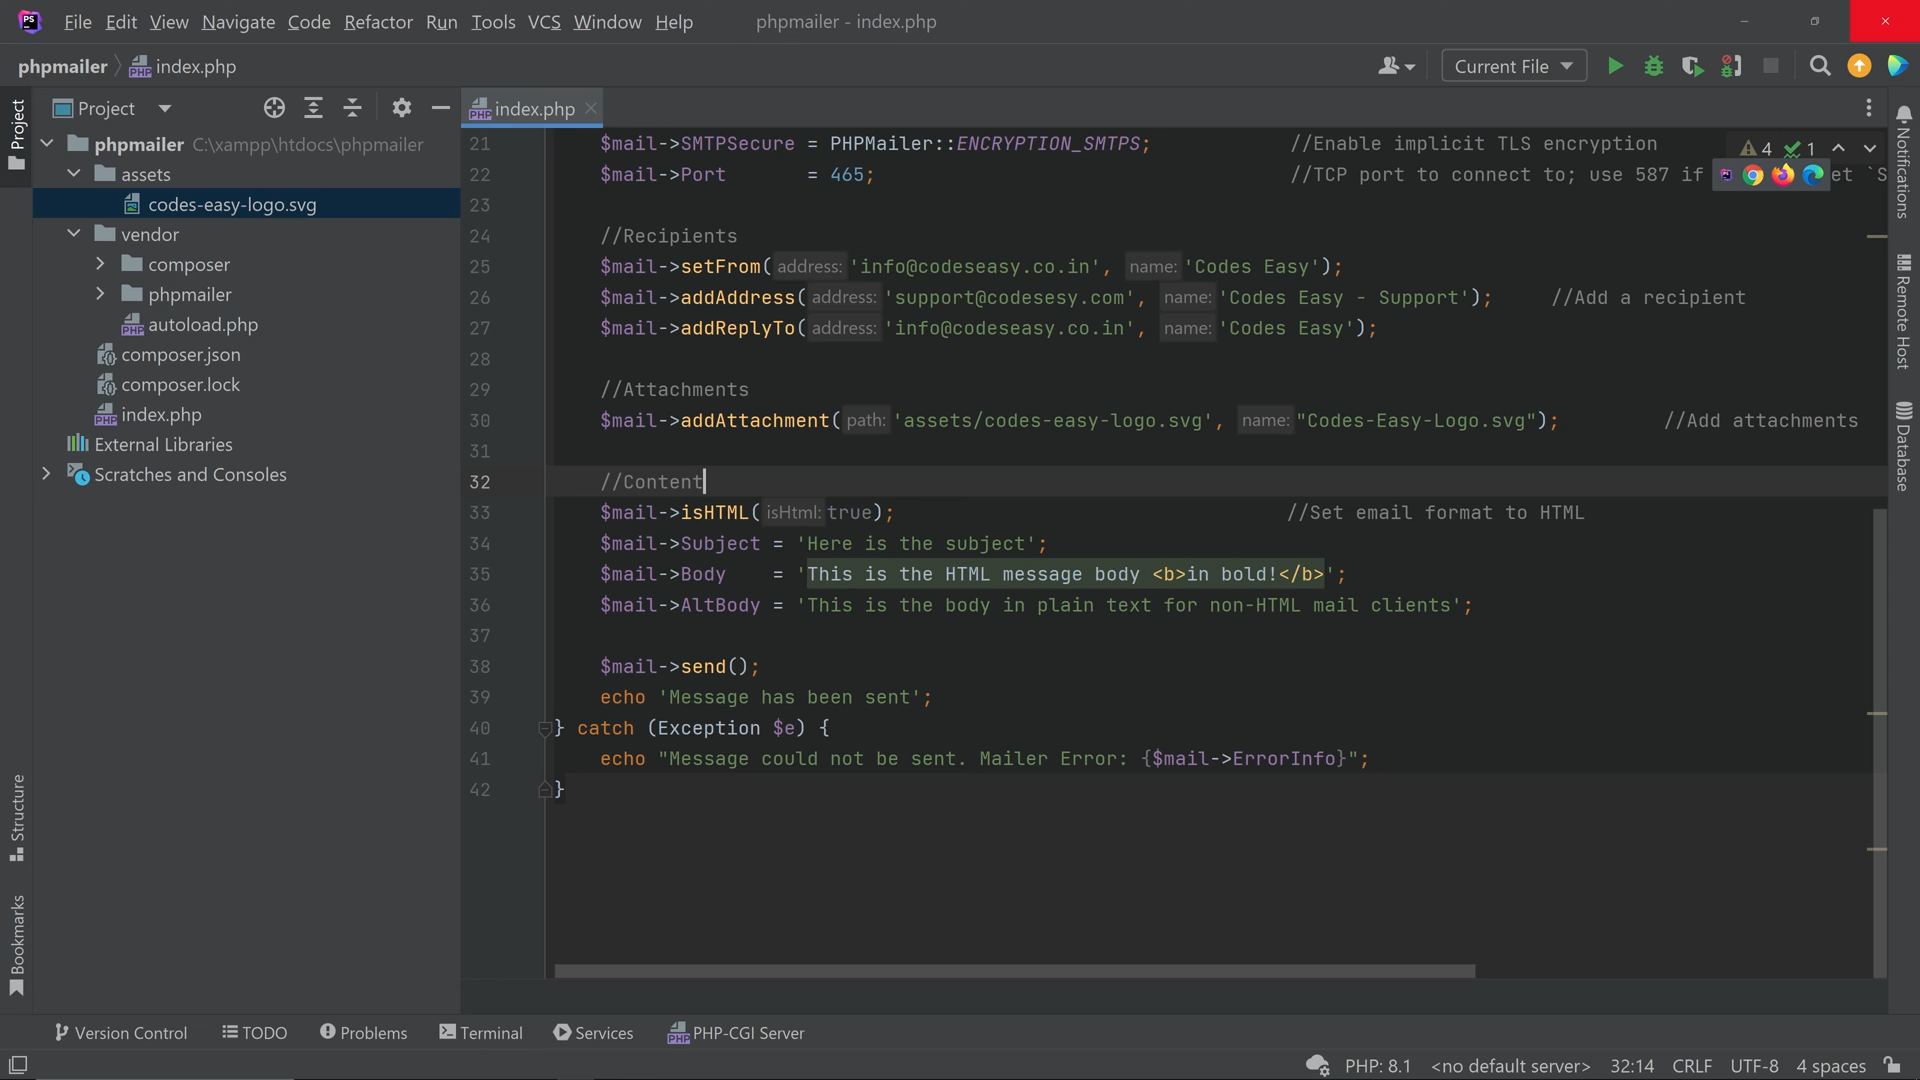 PS File Edit View Navigate Code Refactor Run Tools VCS Window Help phpmailer - index.php
phpmailer index.php Current File
Project index.php
Project
phpmailer C:\xampp\htdocs\phpmailer
assets
codes-easy-logo.svg
vendor
composer
phpmailer
autoload.php
composer.json
composer.lock
index.php
External Libraries
Scratches and Consoles
Structure
Bookmarks
21 $mail->SMTPSecure = PHPMailer::ENCRYPTION_SMTPS; //Enable implicit TLS encryption
4 1
22 $mail->Port = 465; //TCP port to connect to; use 587 if et `S
23
24 //Recipients
25 $mail->setFrom( address: 'info@codeseasy.co.in', name: 'Codes Easy');
26 $mail->addAddress( address: 'support@codesesy.com', name: 'Codes Easy - Support'); //Add a recipient
27 $mail->addReplyTo( address: 'info@codeseasy.co.in', name: 'Codes Easy');
28
29 //Attachments
30 $mail->addAttachment( path: 'assets/codes-easy-logo.svg', name: "Codes-Easy-Logo.svg"); //Add attachments
31
32 //Content
33 $mail->isHTML( isHtml: true); //Set email format to HTML
34 $mail->Subject = 'Here is the subject';
35 $mail->Body = 'This is the HTML message body <b>in bold!</b>';
36 $mail->AltBody = 'This is the body in plain text for non-HTML mail clients';
37
38 $mail->send();
39 echo 'Message has been sent';
40 } catch (Exception $e) {
41 echo "Message could not be sent. Mailer Error: {$mail->ErrorInfo}";
42 }
Notifications
Remote Host
Database
Version Control TODO Problems Terminal Services PHP-CGI Server
PHP: 8.1 <no default server> 32:14 CRLF UTF-8 4 spaces